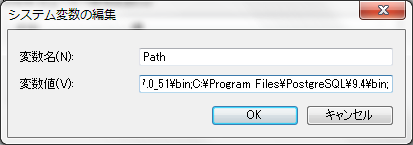 システム変数の編集
変数名(N):
Path
変数値(V):
7.0_51¥bin;C:¥Program Files¥PostgreSQL¥9.4¥bin;
OK
キャンセル